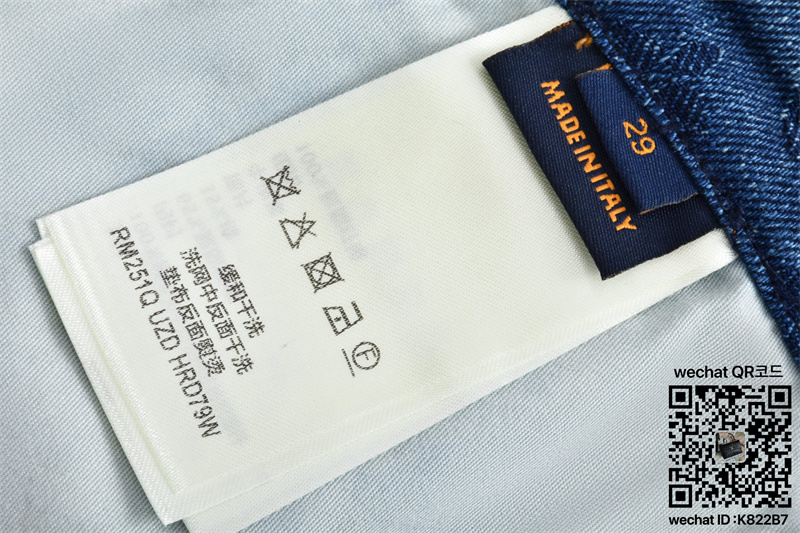 MADE IN ITALY
29
缓和干洗
洗网中反面干洗
垫布反面熨烫
RM251Q UZD HRD79W
F
wechat QR코드
wechat ID :K822B7